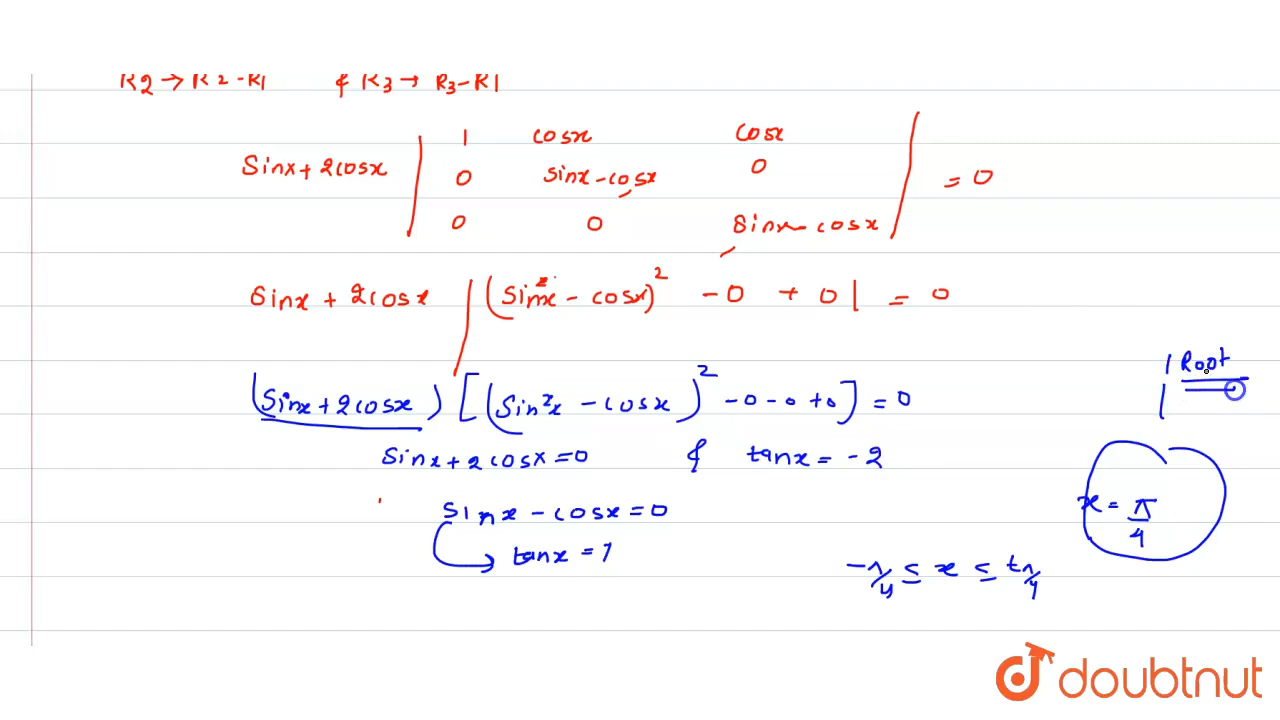 R2 → R2 - R1 & R3 → R3 - R1
1 cosx cosx
sinx + 2cosx 0 sinx - cosx 0 = 0
0 0 sinx - cosx
sinx + 2cosx | (sinx - cosx)² - 0 + 0 | = 0
1 Root
(sinx + 2cosx) [(sin²x - cosx)² - 0 - 0 + 0] = 0
1
sinx + 2cosx = 0 & tanx = -2
x = π/4
sinx - cosx = 0
tanx = 1
-π/4 ≤ x ≤ +π/4
doubtnut